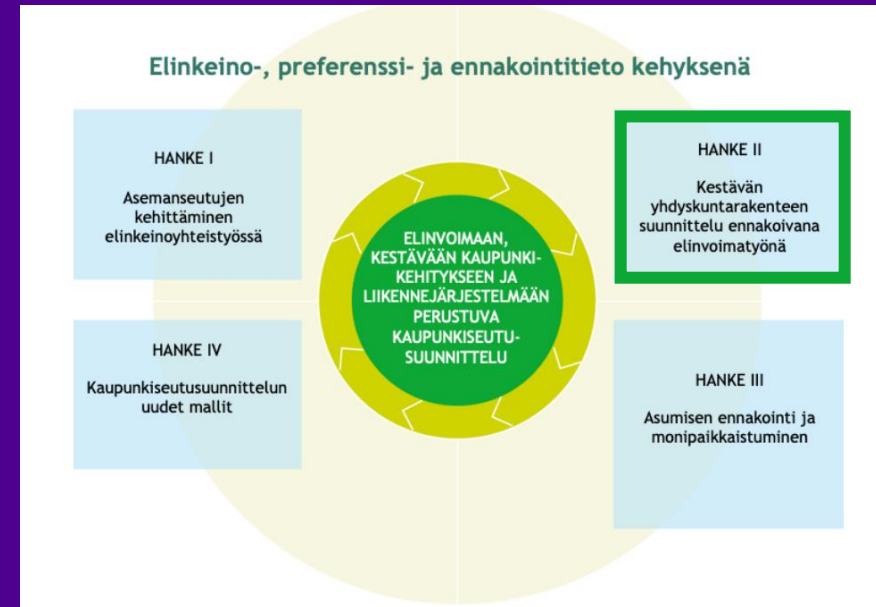 Elinkeino-, preferenssi- ja ennakointitieto kehyksenä
HANKE I
Asemanseutujen
kehittäminen
elinkeinoyhteistyössä
HANKE II
Kestävän
yhdyskuntarakenteen
suunnittelu ennakoivana
elinvoimatyönä
ELINVOIMAAN,
KESTÄVÄÄN KAUPUNKI-
KEHITYKSEEN JA
LIIKENNEJÄRJESTELMÄÄN
PERUSTUVA
KAUPUNKISEUTU-
SUUNNITTELU
HANKE IV
Kaupunkiseutusuunnittelun
uudet mallit
HANKE III
Asumisen ennakointi ja
monipaikkaistuminen